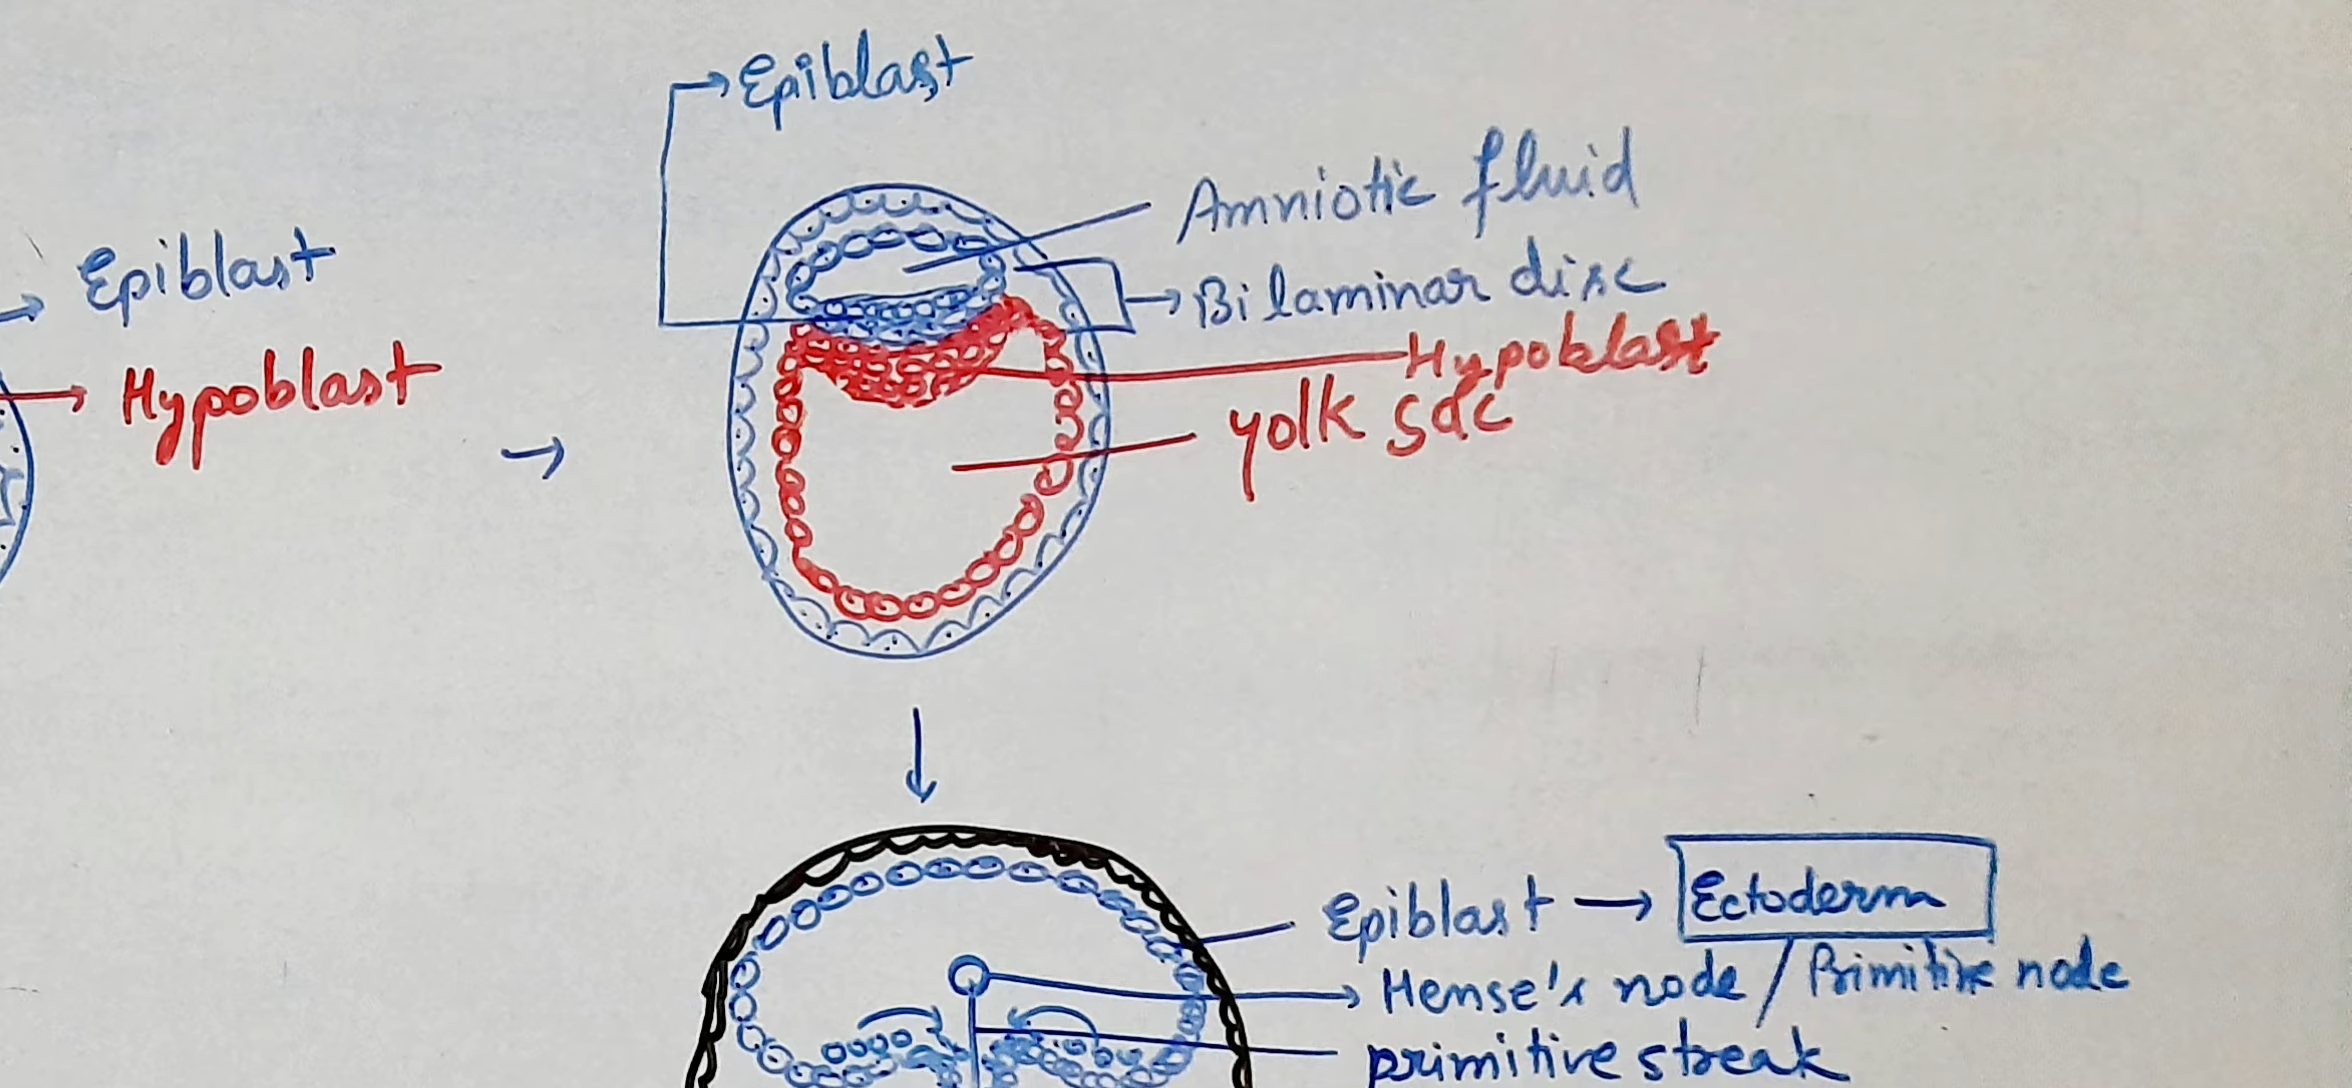 Epiblast
Amniotic fluid
Epiblast
Bilaminar disc
Hypoblast
Hypoblast
yolk sac
Epiblast → Ectoderm
Hense's node / Primitive node
primitive streak